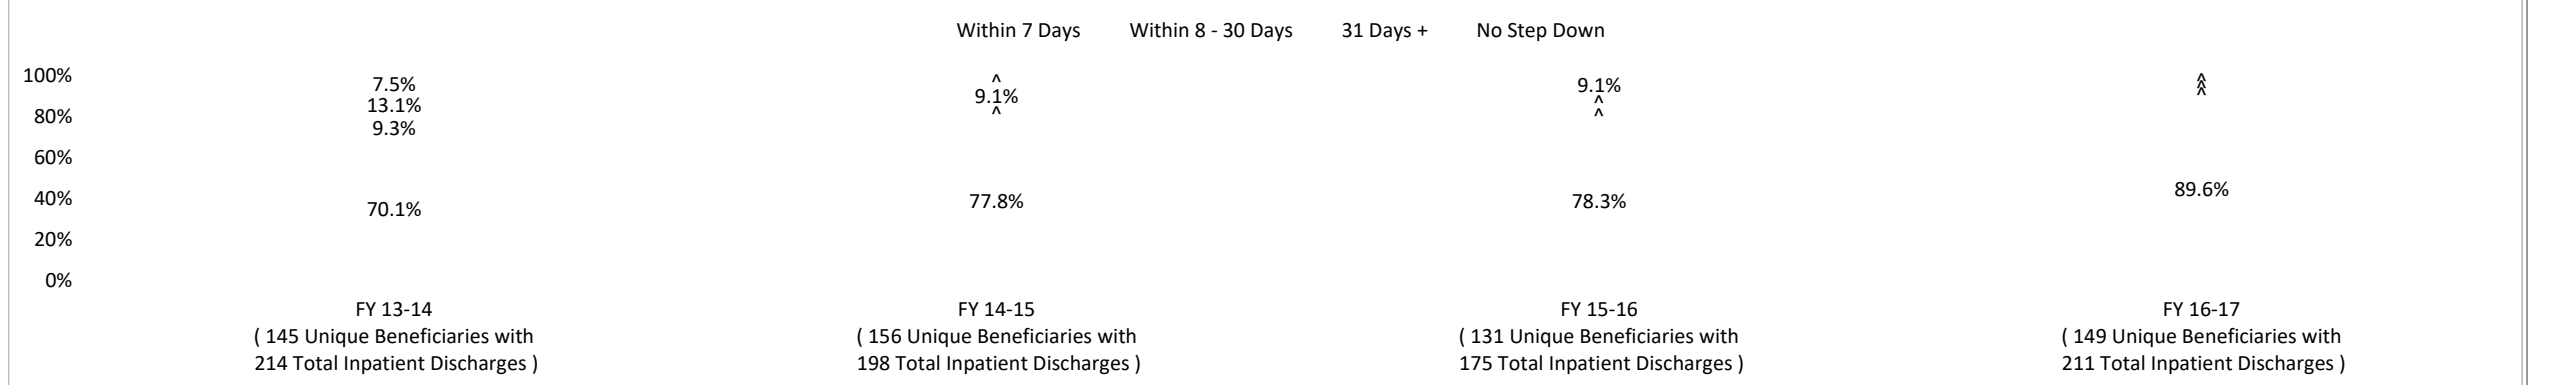 Within 7 Days Within 8 - 30 Days 31 Days + No Step Down
100%
80%
60%
40%
20%
0%
7.5%
13.1%
9.3%
70.1%
^
9.1%
^
77.8%
9.1%
^
^
78.3%
^
^
^
89.6%
FY 13-14
( 145 Unique Beneficiaries with
214 Total Inpatient Discharges )
FY 14-15
( 156 Unique Beneficiaries with
198 Total Inpatient Discharges )
FY 15-16
( 131 Unique Beneficiaries with
175 Total Inpatient Discharges )
FY 16-17
( 149 Unique Beneficiaries with
211 Total Inpatient Discharges )